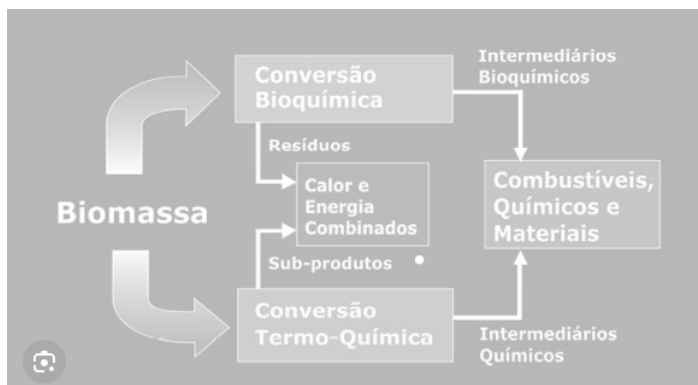 Biomassa
Conversão
Bioquímica
Intermediários
Bioquímicos
Resíduos
Calor e
Energia
Combinados
Combustíveis,
Químicos e
Materiais
Sub-produtos
Conversão
Termo-Química
Intermediários
Químicos